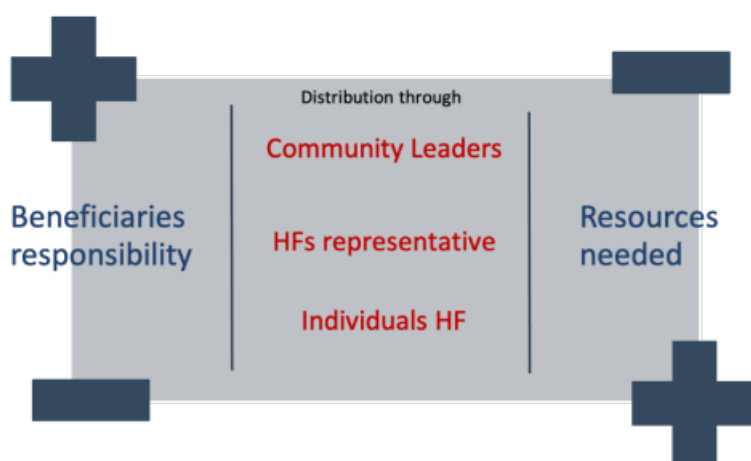 Distribution through
Community Leaders
Beneficiaries
responsibility
HFs representative
Resources
needed
Individuals HF